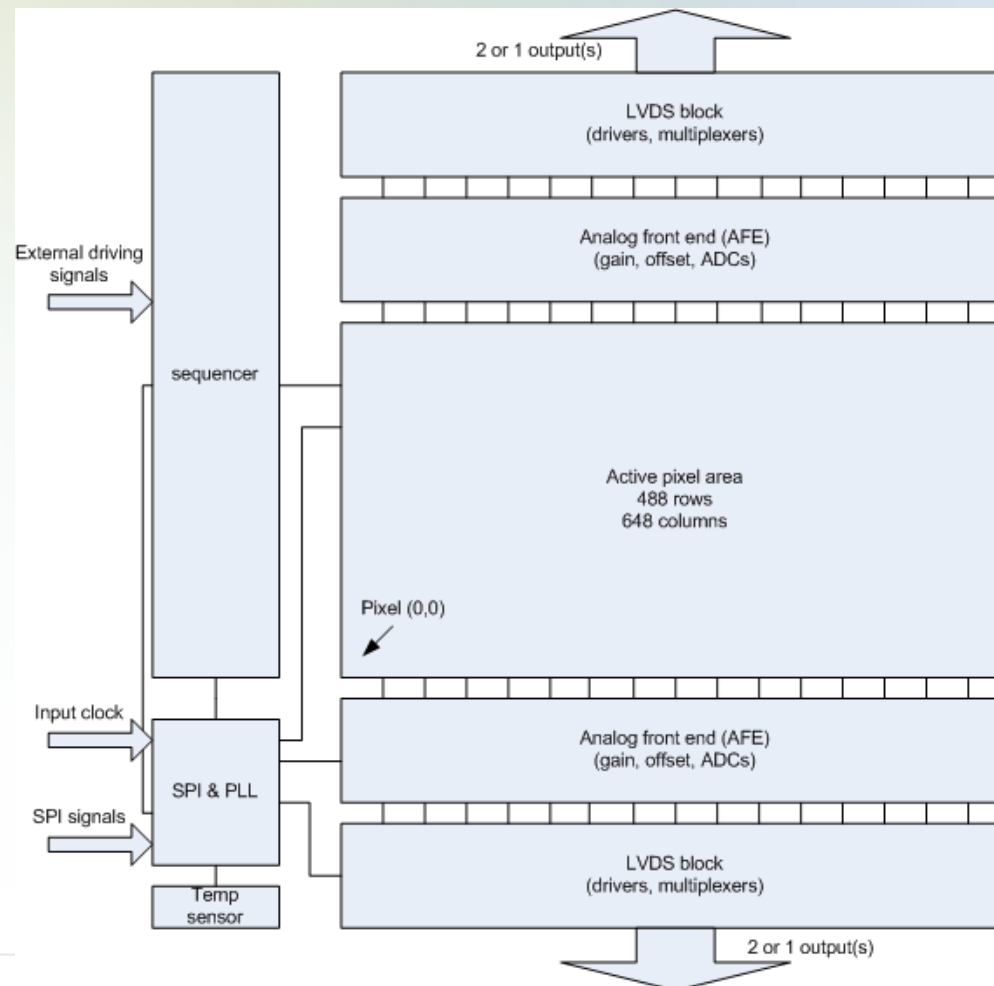 2 or 1 output(s)
LVDS block
(drivers, multiplexers)
Analog front end (AFE)
(gain, offset, ADCs)
External driving
signals
sequencer
Active pixel area
488 rows
648 columns
Pixel (0,0)
Input clock
Analog front end (AFE)
(gain, offset, ADCs)
SPI & PLL
SPI signals
LVDS block
(drivers, multiplexers)
Temp
sensor
2 or 1 output(s)